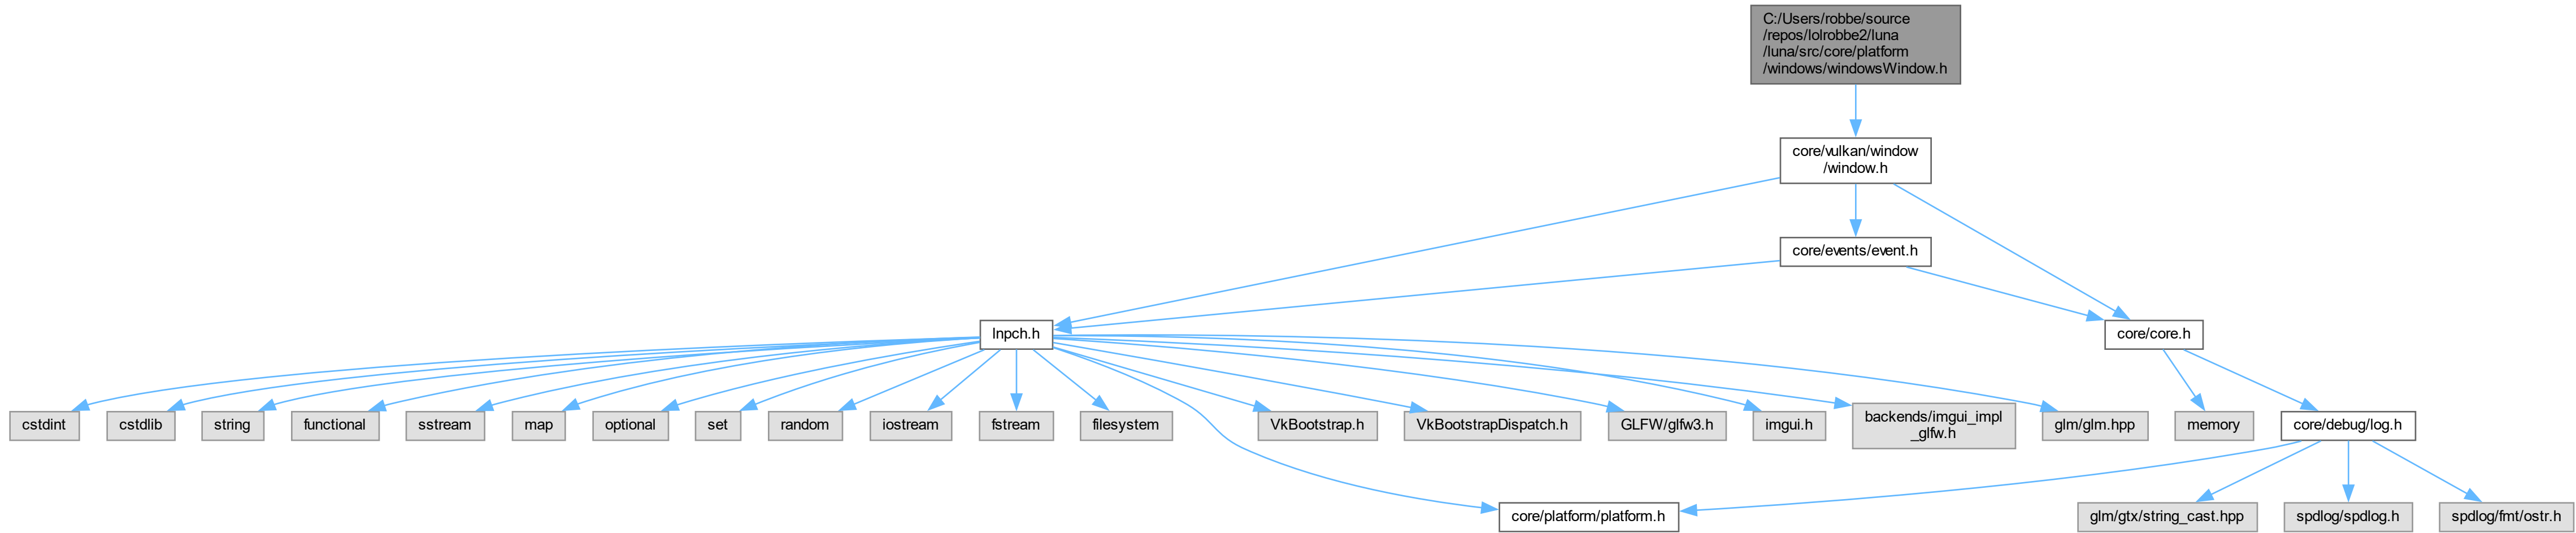 C:/Users/robbe/source
/repos/lolrobbe2/luna
/luna/src/core/platform
/windows/windowsWindow.h
core/vulkan/window
/window.h
core/events/event.h
lnpch.h
core/core.h
cstdint
cstdlib
string
functional
sstream
map
optional
set
random
iostream
fstream
filesystem
VkBootstrap.h
VkBootstrapDispatch.h
GLFW/glfw3.h
imgui.h
backends/imgui_impl
_glfw.h
glm/glm.hpp
memory
core/debug/log.h
core/platform/platform.h
glm/gtx/string_cast.hpp
spdlog/spdlog.h
spdlog/fmt/ostr.h